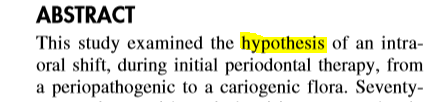 ABSTRACT
This study examined the hypothesis of an intra-
oral shift, during initial periodontal therapy, from
a periopathogenic to a cariogenic flora. Seventy-